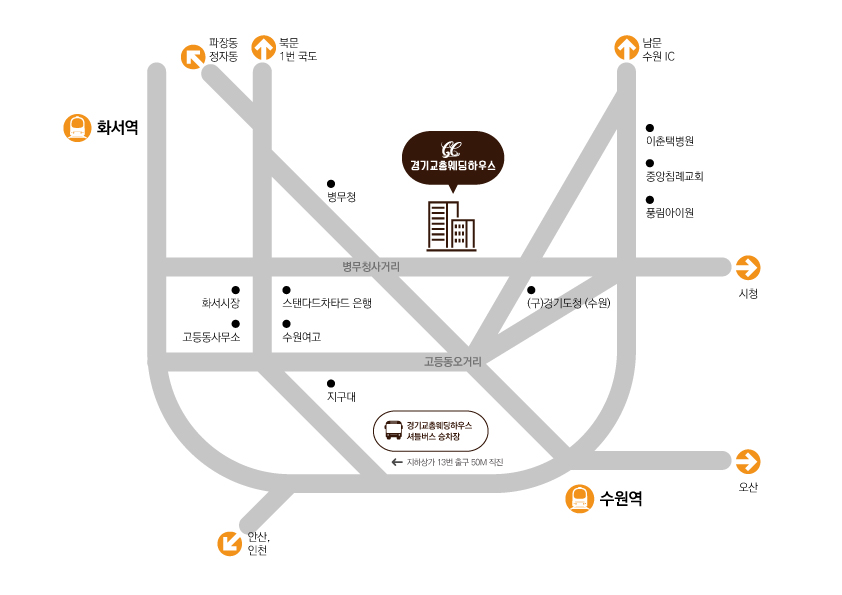 파장동
정자동
북문
1번 국도
남문
수원 IC
화서역
이춘택병원
중앙침례교회
풍림아이원
GC
경기교총웨딩하우스
병무청
병무청사거리
시청
화서시장
스탠다드차타드 은행
(구)경기도청 (수원)
고등동사무소
수원여고
고등동오거리
지구대
경기교총웨딩하우스
셔틀버스 승차장
지하상가 13번 출구 50M 직진
오산
수원역
안산,
인천